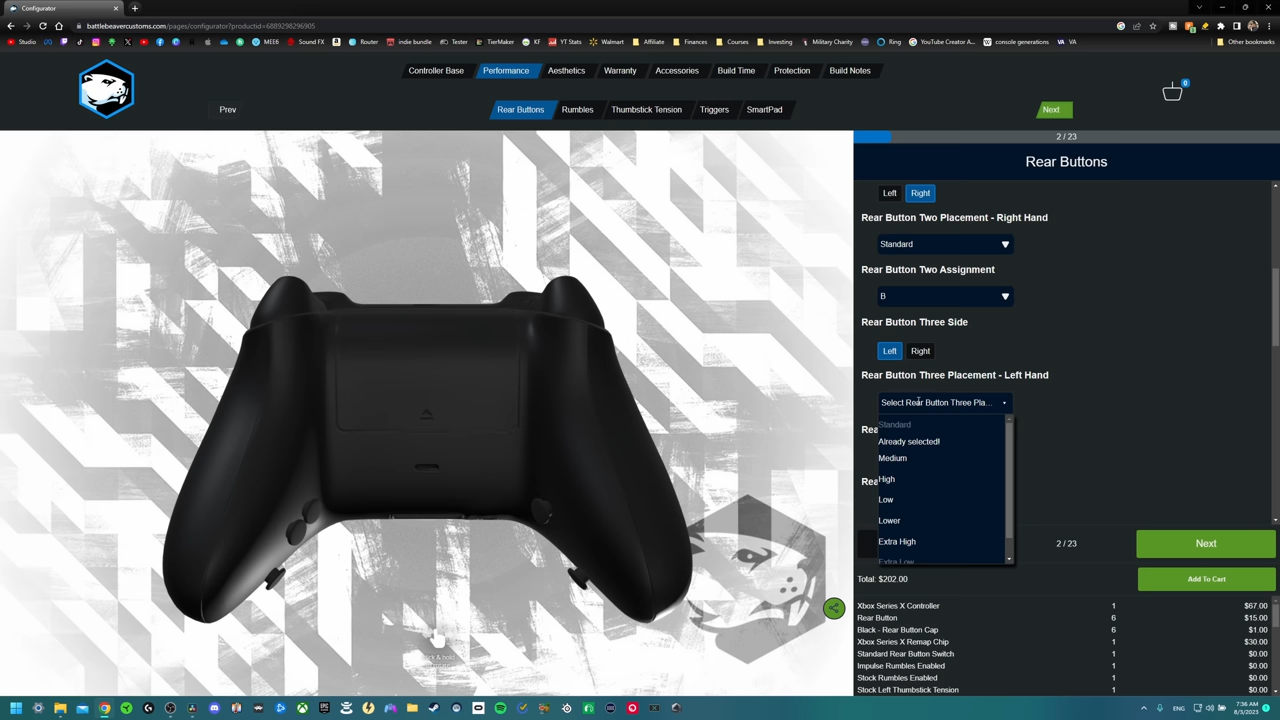 Configurator
battlebeavercustoms.com/pages/configurator?productid=6889298296905
Studio
MEE6
Sound FX
Router
indie bundle
Tester
TierMaker
KF
YT Stats
Walmart
Affiliate
Finances
Courses
Investing
Military Charity
Ring
YouTube Creator A...
console generations
VA
Other bookmarks
Controller Base
Performance
Aesthetics
Warranty
Accessories
Build Time
Protection
Build Notes
0
Prev
Rear Buttons
Rumbles
Thumbstick Tension
Triggers
SmartPad
Next
2 / 23
Rear Buttons
Left Right
Rear Button Two Placement - Right Hand
Standard
Rear Button Two Assignment
B
Rear Button Three Side
Left Right
Rear Button Three Placement - Left Hand
Select Rear Button Three Pla...
Standard
Already selected!
Medium
High
Low
Lower
Extra High
Extra Low
Rea
Rea
2 / 23
Next
Total: $202.00
Add To Cart
Xbox Series X Controller 1 $67.00
Rear Button 6 $15.00
Black - Rear Button Cap 6 $1.00
Xbox Series X Remap Chip 1 $30.00
Standard Rear Button Switch 1 $0.00
Impulse Rumbles Enabled 1 $0.00
Stock Rumbles Enabled 1 $0.00
Stock Left Thumbstick Tension 1 $0.00
ENG
7:36 AM
8/3/2023